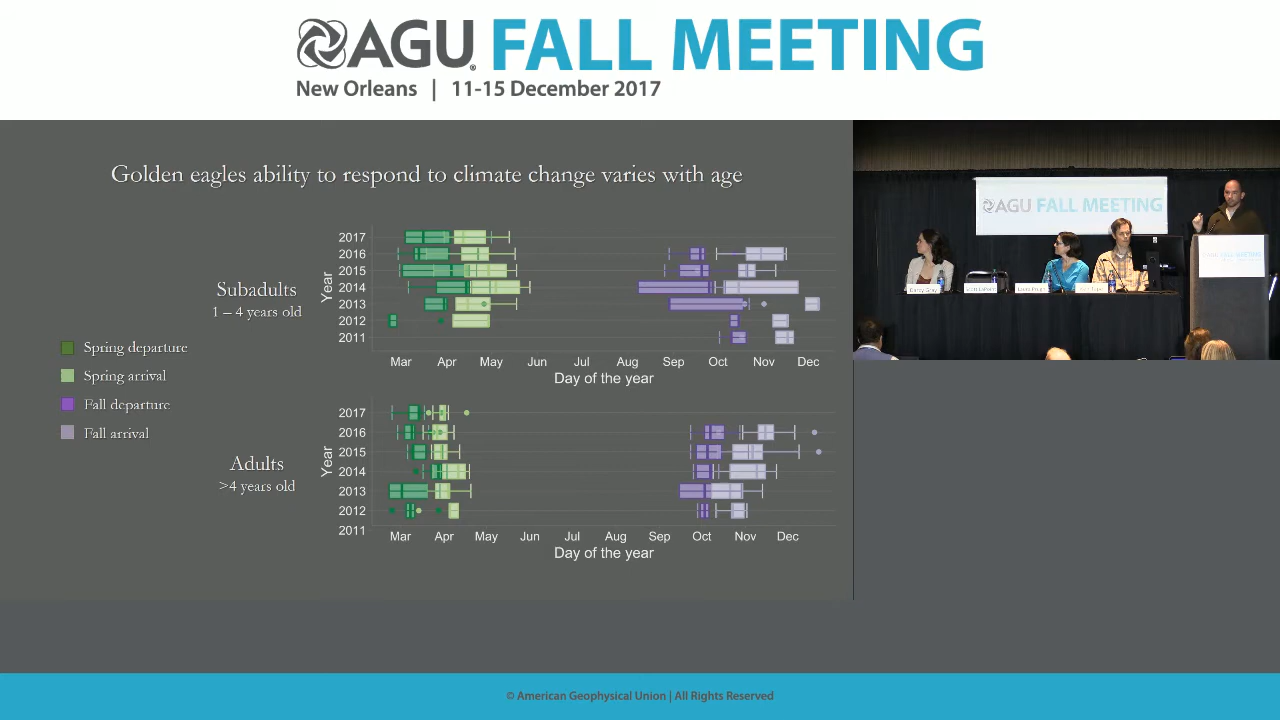 AGU FALL MEETING
New Orleans | 11-15 December 2017
Golden eagles ability to respond to climate change varies with age
Subadults
1 – 4 years old
Year
2017
2016
2015
2014
2013
2012
2011
Mar Apr May Jun Jul Aug Sep Oct Nov Dec
Day of the year
Spring departure
Spring arrival
Fall departure
Fall arrival
Adults
>4 years old
Year
2017
2016
2015
2014
2013
2012
2011
Mar Apr May Jun Jul Aug Sep Oct Nov Dec
Day of the year
AGU FALL MEETING
Darcy Gray
© American Geophysical Union | All Rights Reserved